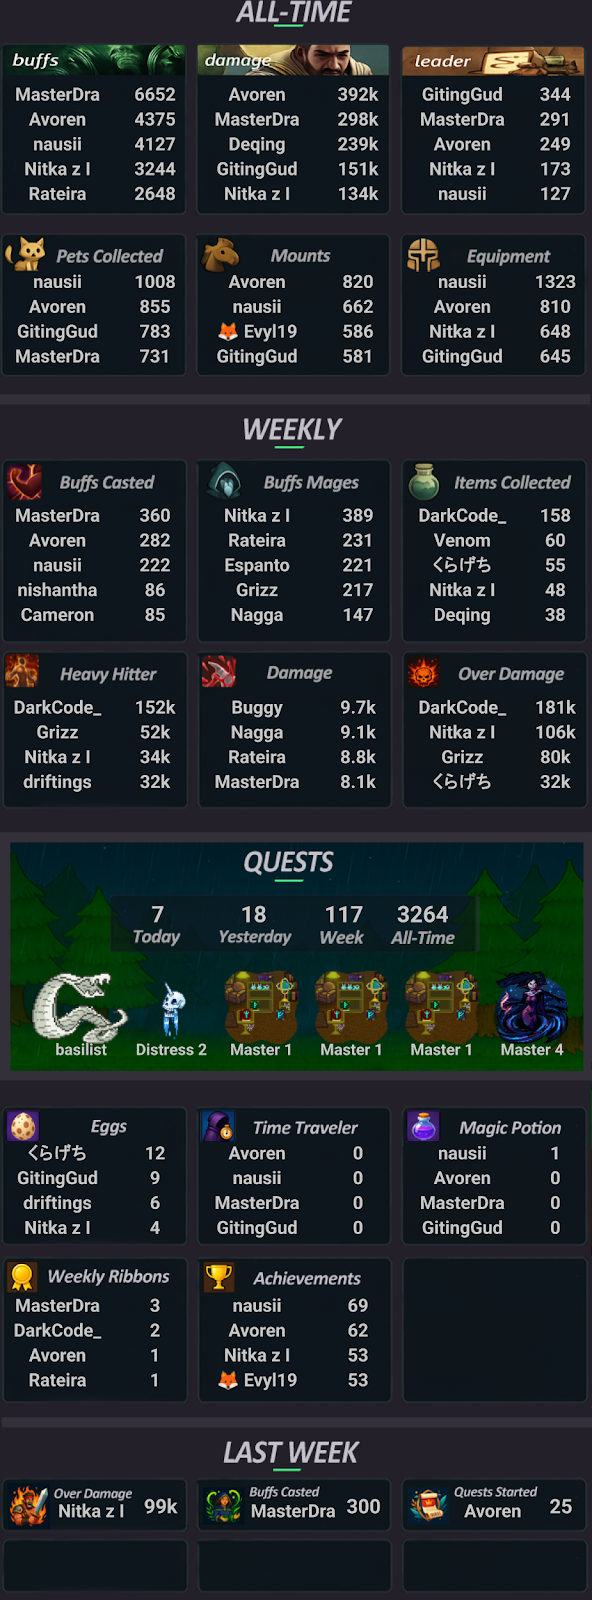 ALL-TIME
buffs
MasterDra 6652
Avoren 4375
nausii 4127
Nitka z I 3244
Rateira 2648
damage
Avoren 392k
MasterDra 298k
Deqing 239k
GitingGud 151k
Nitka z I 134k
leader
GitingGud 344
MasterDra 291
Avoren 249
Nitka z I 173
nausii 127
Pets Collected
nausii 1008
Avoren 855
GitingGud 783
MasterDra 731
Mounts
Avoren 820
nausii 662
🦊 Evyl19 586
GitingGud 581
Equipment
nausii 1323
Avoren 810
Nitka z I 648
GitingGud 645
WEEKLY
Buffs Casted
MasterDra 360
Avoren 282
nausii 222
nishantha 86
Cameron 85
Buffs Mages
Nitka z I 389
Rateira 231
Espanto 221
Grizz 217
Nagga 147
Items Collected
DarkCode_ 158
Venom 60
くらげち 55
Nitka z I 48
Deqing 38
Heavy Hitter
DarkCode_ 152k
Grizz 52k
Nitka z I 34k
driftings 32k
Damage
Buggy 9.7k
Nagga 9.1k
Rateira 8.8k
MasterDra 8.1k
Over Damage
DarkCode_ 181k
Nitka z I 106k
Grizz 80k
くらげち 32k
QUESTS
7 18 117 3264
Today Yesterday Week All-Time
basilist Distress 2 Master 1 Master 1 Master 1 Master 4
Eggs
くらげち 12
GitingGud 9
driftings 6
Nitka z I 4
Time Traveler
Avoren 0
nausii 0
MasterDra 0
GitingGud 0
Magic Potion
nausii 1
Avoren 0
MasterDra 0
GitingGud 0
Weekly Ribbons
MasterDra 3
DarkCode_ 2
Avoren 1
Rateira 1
Achievements
nausii 69
Avoren 62
Nitka z I 53
🦊 Evyl19 53
LAST WEEK
Over Damage
Nitka z I 99k
Buffs Casted
MasterDra 300
Quests Started
Avoren 25